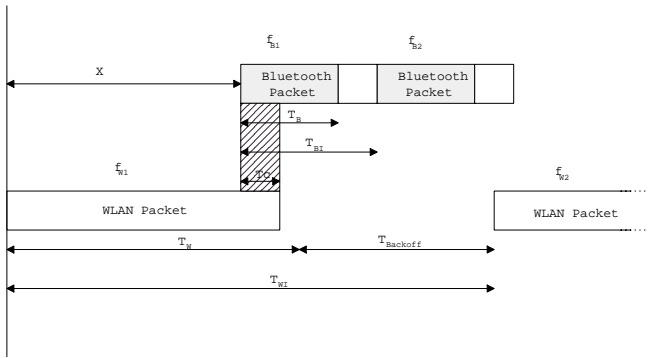 f_B1 f_B2
X
Bluetooth Packet
Bluetooth Packet
T_B
T_BI
f_W1
Tc
f_W2
WLAN Packet
WLAN Packet
T_W
T_Backoff
T_WI